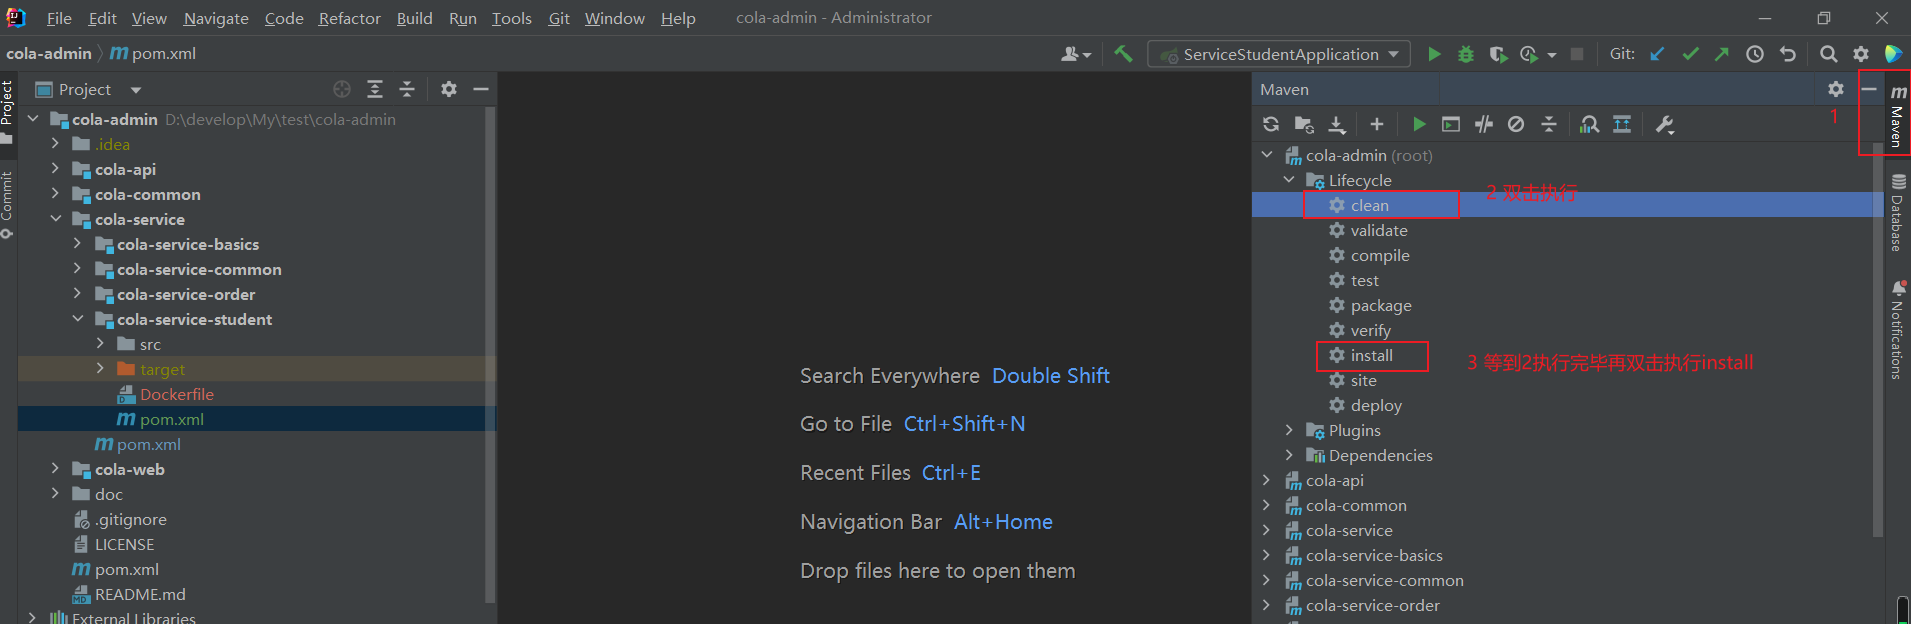 File Edit View Navigate Code Refactor Build Run Tools Git Window Help cola-admin - Administrator
cola-admin pom.xml ServiceStudentApplication Git:
Project
Commit
Project
cola-admin D:\develop\My\test\cola-admin
.idea
cola-api
cola-common
cola-service
cola-service-basics
cola-service-common
cola-service-order
cola-service-student
src
target
Dockerfile
pom.xml
pom.xml
cola-web
doc
.gitignore
LICENSE
pom.xml
README.md
External Libraries
Search Everywhere Double Shift
Go to File Ctrl+Shift+N
Recent Files Ctrl+E
Navigation Bar Alt+Home
Drop files here to open them
Maven
1
cola-admin (root)
Lifecycle
clean
2 双击执行
validate
compile
test
package
verify
install
3 等到2执行完毕再双击执行install
site
deploy
Plugins
Dependencies
cola-api
cola-common
cola-service
cola-service-basics
cola-service-common
cola-service-order
Maven
Database
Notifications